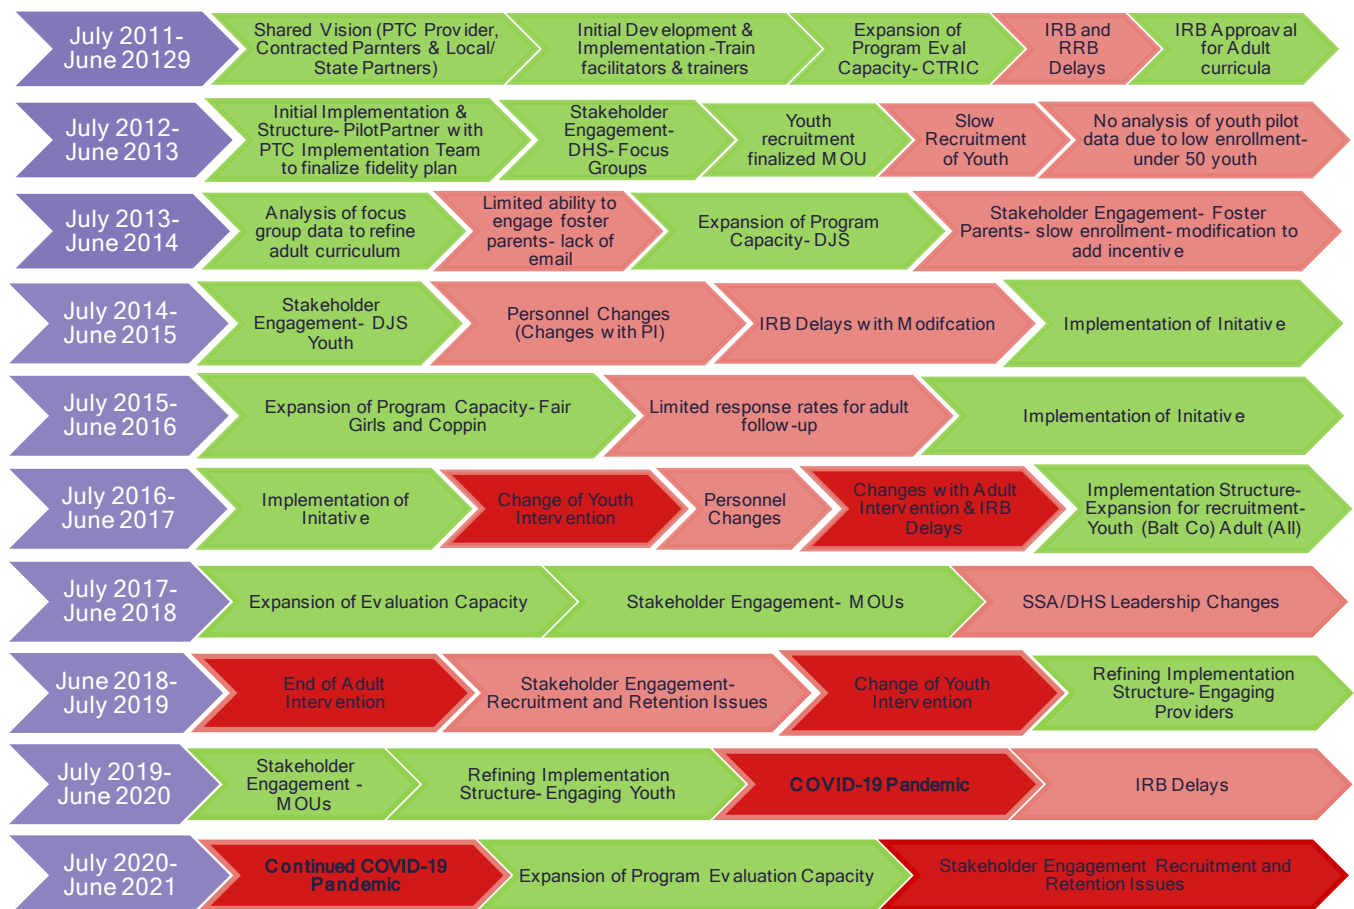 July 2011-
June 20129
Shared Vision (PTC Provider,
Contracted Parnters & Local/
State Partners)
Initial Development &
Implementation -Train
facilitators & trainers
Expansion of
Program Eval
Capacity- CTRIC
IRB and
RRB
Delays
IRB Approaval
for Adult
curricula
July 2012-
June 2013
Initial Implementation &
Structure- PilotPartner with
PTC Implementation Team
to finalize fidelity plan
Stakeholder
Engagement-
DHS- Focus
Groups
Youth
recruitment
finalized MOU
Slow
Recruitment
of Youth
No analysis of youth pilot
data due to low enrollment-
under 50 youth
July 2013-
June 2014
Analysis of focus
group data to refine
adult curriculum
Limited ability to
engage foster
parents- lack of
email
Expansion of Program
Capacity- DJS
Stakeholder Engagement- Foster
Parents- slow enrollment- modification to
add incentive
July 2014-
June 2015
Stakeholder
Engagement- DJS
Youth
Personnel Changes
(Changes with PI)
IRB Delays with Modifcation
Implementation of Initative
July 2015-
June 2016
Expansion of Program Capacity- Fair
Girls and Coppin
Limited response rates for adult
follow-up
Implementation of Initative
July 2016-
June 2017
Implementation of
Initative
Change of Youth
Intervention
Personnel
Changes
Changes with Adult
Intervention & IRB
Delays
Implementation Structure-
Expansion for recruitment-
Youth (Balt Co) Adult (All)
July 2017-
June 2018
Expansion of Evaluation Capacity
Stakeholder Engagement- MOUs
SSA/DHS Leadership Changes
June 2018-
July 2019
End of Adult
Intervention
Stakeholder Engagement-
Recruitment and Retention Issues
Change of Youth
Intervention
Refining Implementation
Structure- Engaging
Providers
July 2019-
June 2020
Stakeholder
Engagement -
MOUs
Refining Implementation
Structure- Engaging Youth
COVID-19 Pandemic
IRB Delays
July 2020-
June 2021
Continued COVID-19
Pandemic
Expansion of Program Evaluation Capacity
Stakeholder Engagement Recruitment and
Retention Issues